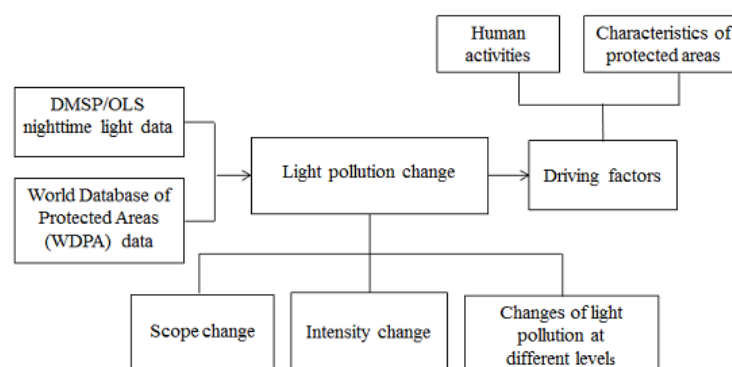 Human
activities
Characteristics of
protected areas
DMSP/OLS
nighttime light data
World Database of
Protected Areas
(WDPA) data
Light pollution change
Driving factors
Scope change
Intensity change
Changes of light
pollution at
different levels